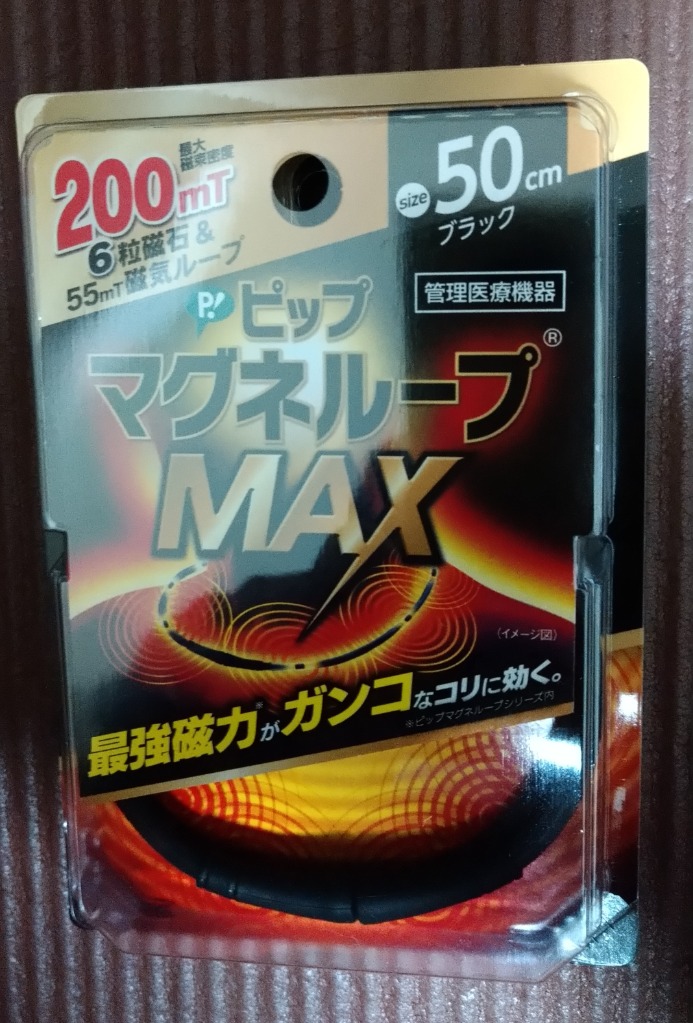 200mT
最大
磁束密度
6粒磁石&
55mT磁気ループ
size 50cm
ブラック
管理医療機器
P! ピップ
マグネループ®
MAX
(イメージ図)
最強磁力※がガンコなコリに効く。
※ピップマグネループシリーズ内